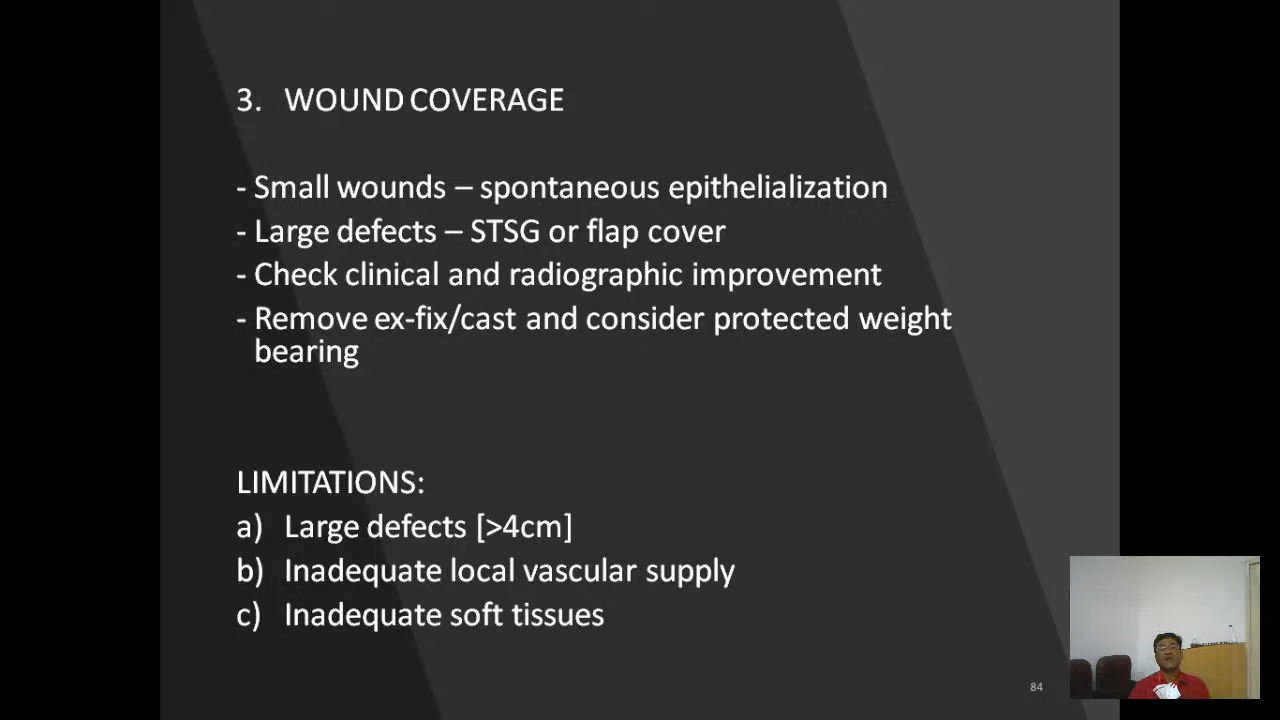 3. WOUND COVERAGE
- Small wounds – spontaneous epithelialization
- Large defects – STSG or flap cover
- Check clinical and radiographic improvement
- Remove ex-fix/cast and consider protected weight
bearing
LIMITATIONS:
a) Large defects [>4cm]
b) Inadequate local vascular supply
c) Inadequate soft tissues
84